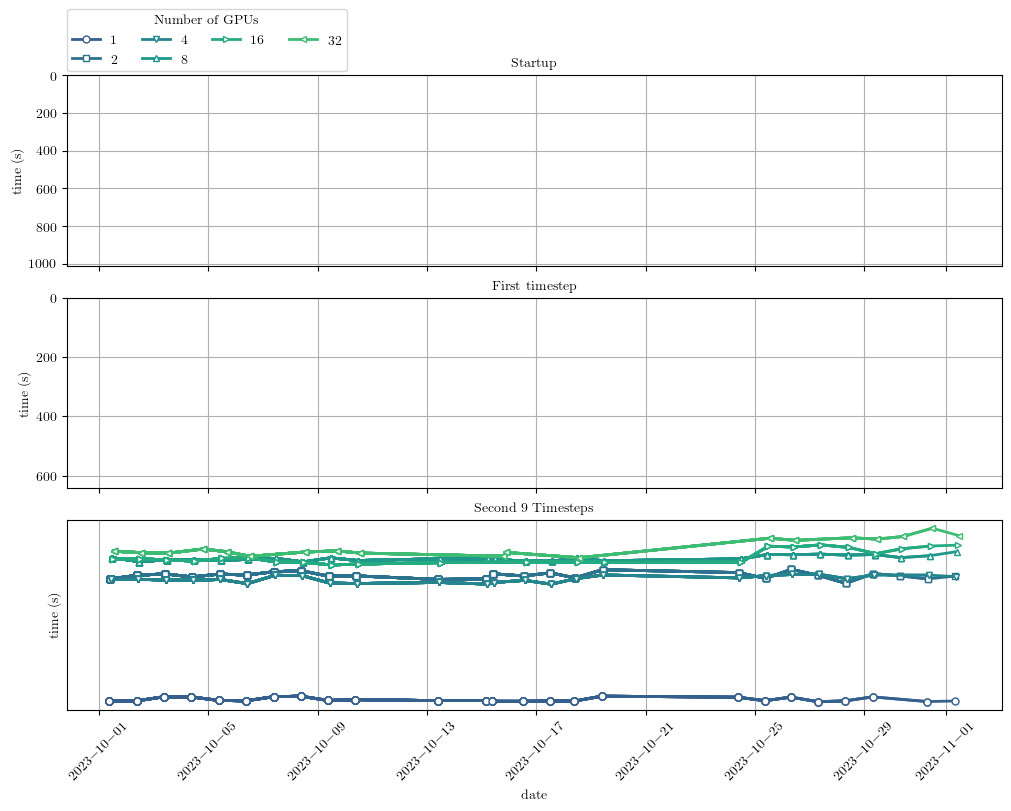 Number of GPUs
1 4 16 32
2 8
Startup
0
200
400
600
800
1000
time (s)
First timestep
0
200
400
600
time (s)
Second 9 Timesteps
time (s)
2023−10−01 2023−10−05 2023−10−09 2023−10−13 2023−10−17 2023−10−21 2023−10−25 2023−10−29 2023−11−01
date